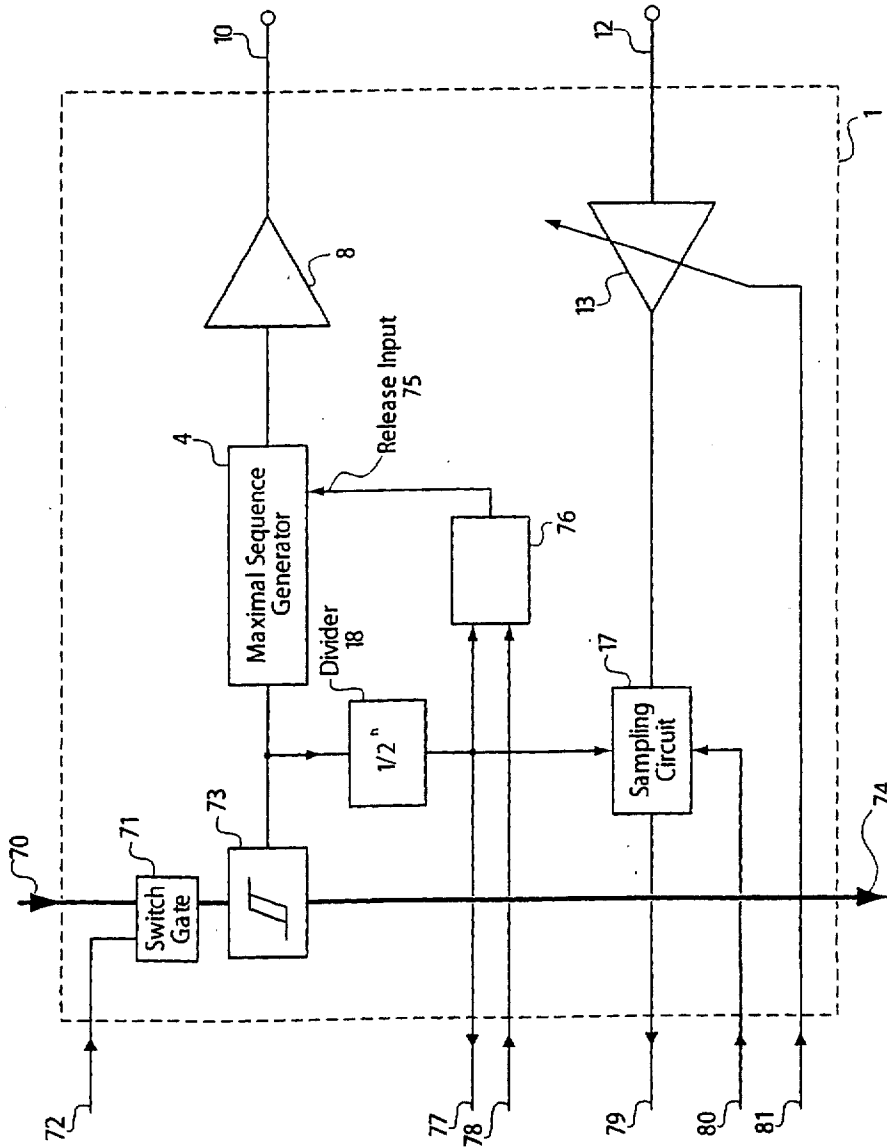 10
12
1
8
13
4
Maximal Sequence
Generator
Release Input
75
76
Divider
18
1/2ⁿ
17
Sampling
Circuit
73
71
Switch
Gate
70
74
72
77
78
79
80
81